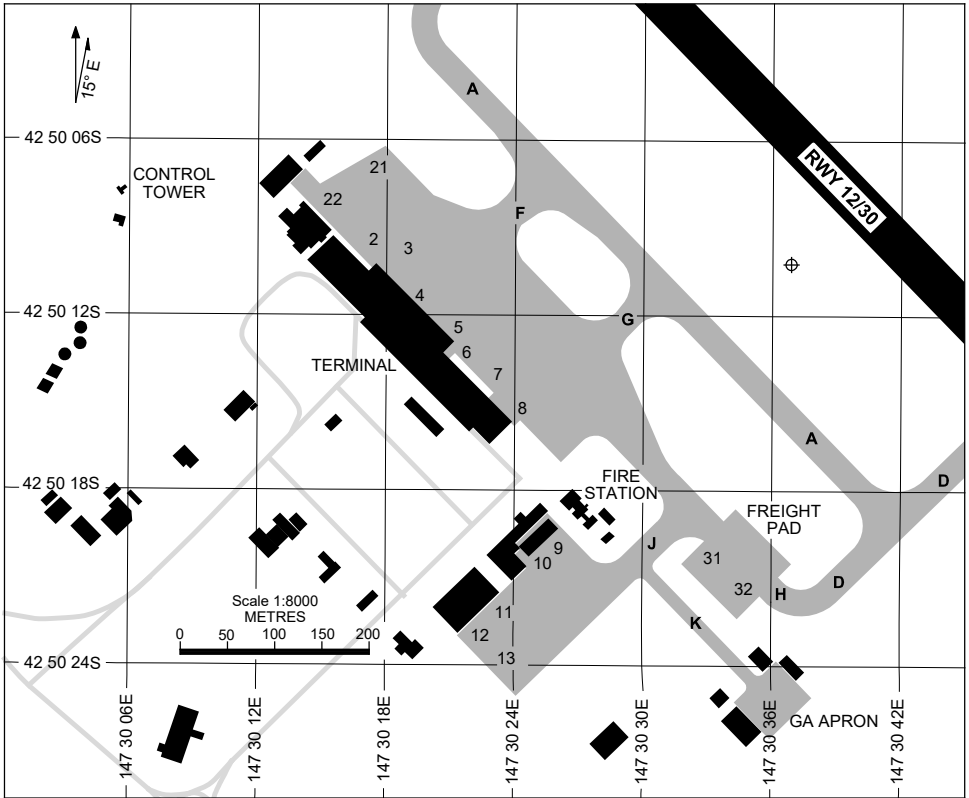 15° E
A
42 50 06S
CONTROL
TOWER
21
22
F
2
3
RWY 12/30
4
42 50 12S
5
G
6
TERMINAL
7
8
A
42 50 18S
FIRE
STATION
D
FREIGHT
PAD
9
J
10
31
32
H
D
Scale 1:8000
METRES
0 50 100 150 200
11
K
12
13
42 50 24S
GA APRON
147 30 06E
147 30 12E
147 30 18E
147 30 24E
147 30 30E
147 30 36E
147 30 42E